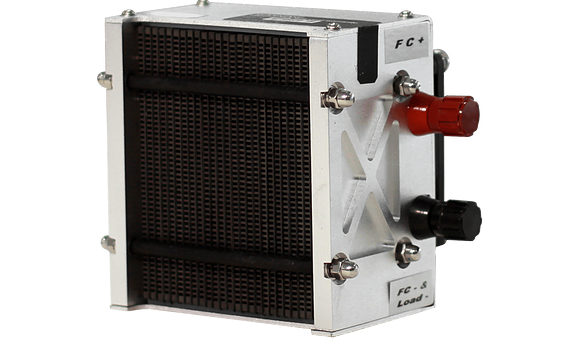 FC+
FC - &
Load -